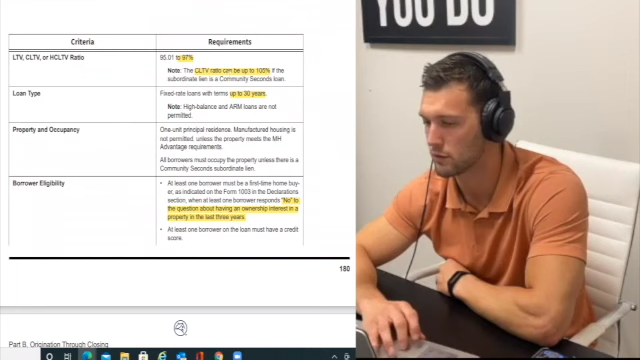 YOU DO
Criteria Requirements
LTV, CLTV, or HCLTV Ratio 95.01 to 97%
Note: The CLTV ratio can be up to 105% if the
subordinate lien is a Community Seconds loan.
Loan Type Fixed-rate loans with terms up to 30 years.
Note: High-balance and ARM loans are not
permitted.
Property and Occupancy One-unit principal residence. Manufactured housing is
not permitted, unless the property meets the MH
Advantage requirements.
All borrowers must occupy the property unless there is a
Community Seconds subordinate lien.
Borrower Eligibility • At least one borrower must be a first-time home buy-
er, as indicated on the Form 1003 in the Declarations
section, when at least one borrower responds "No" to
the question about having an ownership interest in a
property in the last three years.
• At least one borrower on the loan must have a credit
score.
180
Part B, Origination Through Closing